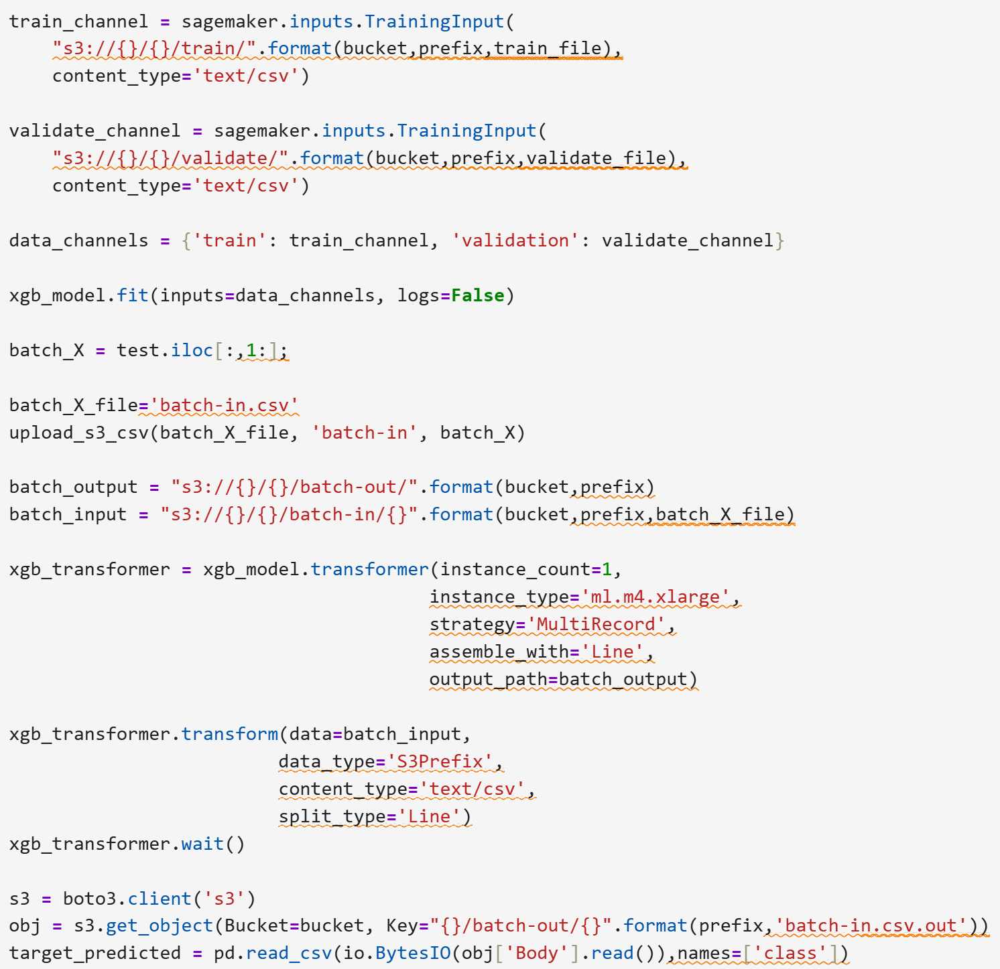 train_channel = sagemaker.inputs.TrainingInput(
    "s3://{}/{}/train/".format(bucket,prefix,train_file),
    content_type='text/csv')

validate_channel = sagemaker.inputs.TrainingInput(
    "s3://{}/{}/validate/".format(bucket,prefix,validate_file),
    content_type='text/csv')

data_channels = {'train': train_channel, 'validation': validate_channel}

xgb_model.fit(inputs=data_channels, logs=False)

batch_X = test.iloc[:,1:];

batch_X_file='batch-in.csv'
upload_s3_csv(batch_X_file, 'batch-in', batch_X)

batch_output = "s3://{}/{}/batch-out/".format(bucket,prefix)
batch_input = "s3://{}/{}/batch-in/{}".format(bucket,prefix,batch_X_file)

xgb_transformer = xgb_model.transformer(instance_count=1,
                                       instance_type='ml.m4.xlarge',
                                       strategy='MultiRecord',
                                       assemble_with='Line',
                                       output_path=batch_output)

xgb_transformer.transform(data=batch_input,
                         data_type='S3Prefix',
                         content_type='text/csv',
                         split_type='Line')
xgb_transformer.wait()

s3 = boto3.client('s3')
obj = s3.get_object(Bucket=bucket, Key="{}/batch-out/{}".format(prefix,'batch-in.csv.out'))
target_predicted = pd.read_csv(io.BytesIO(obj['Body'].read()),names=['class'])